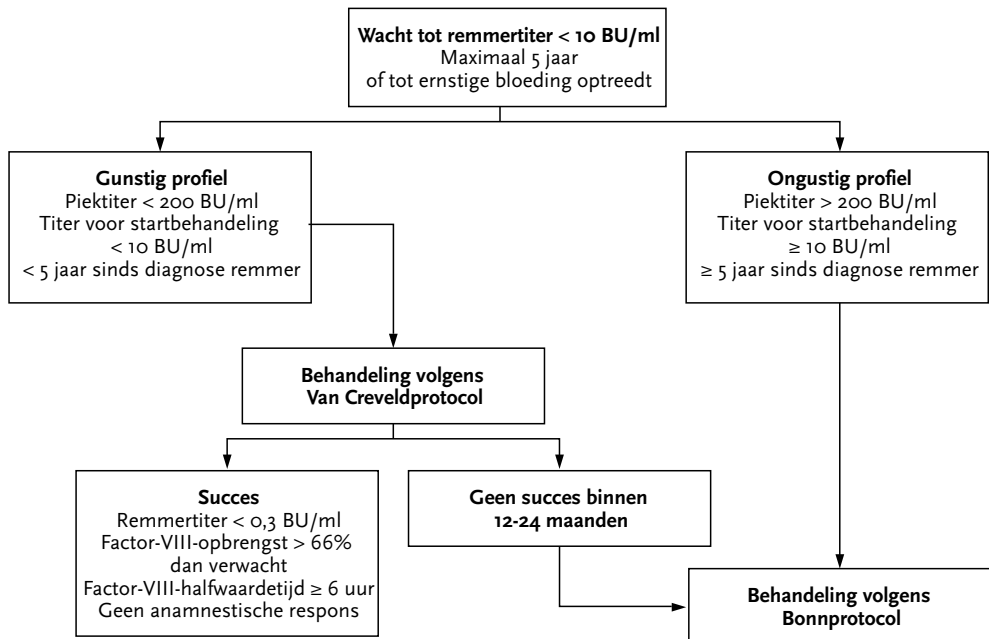 Wacht tot remmertiter < 10 BU/ml
Maximaal 5 jaar
of tot ernstige bloeding optreedt
Gunstig profiel
Piektiter < 200 BU/ml
Titer voor startbehandeling
< 10 BU/ml
< 5 jaar sinds diagnose remmer
Ongustig profiel
Piektiter > 200 BU/ml
Titer voor startbehandeling
≥ 10 BU/ml
≥ 5 jaar sinds diagnose remmer
Behandeling volgens
Van Creveldprotocol
Succes
Remmertiter < 0,3 BU/ml
Factor-VIII-opbrengst > 66%
dan verwacht
Factor-VIII-halfwaardetijd ≥ 6 uur
Geen anamnestische respons
Geen succes binnen
12-24 maanden
Behandeling volgens
Bonnprotocol